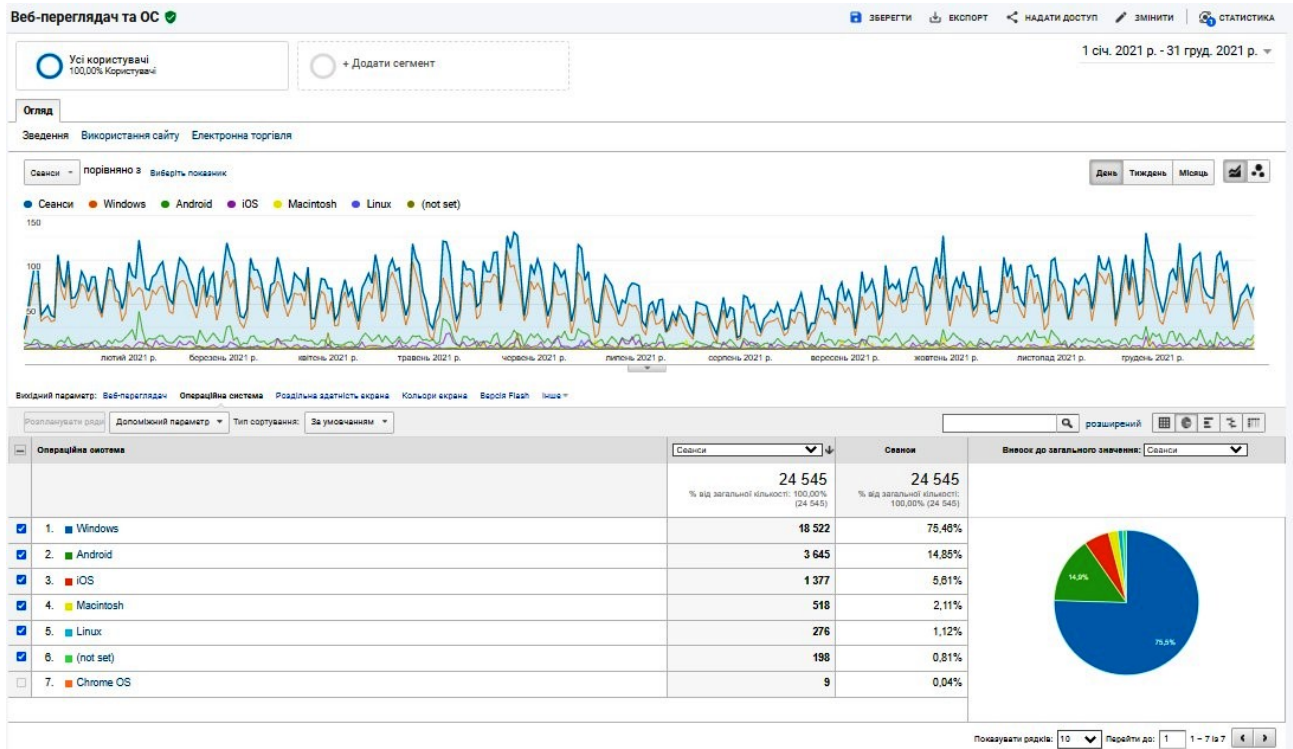 Веб-переглядач та ОС
ЗБЕРЕГТИ ЕКСПОРТ НАДАТИ ДОСТУП ЗМІНИТИ СТАТИСТИКА
Усі користувачі
100,00% Користувачі
+ Додати сегмент
1 січ. 2021 р. - 31 груд. 2021 р.
Огляд
Зведення Використання сайту Електронна торгівля
Сеанси порівняно з Виберіть показник
День Тиждень Місяць
Сеанси Windows Android iOS Macintosh Linux (not set)
150
100
50
лютий 2021 р. березень 2021 р. квітень 2021 р. травень 2021 р. червень 2021 р. липень 2021 р. серпень 2021 р. вересень 2021 р. жовтень 2021 р. листопад 2021 р. грудень 2021 р.
Вихідний параметр: Веб-переглядач Операційна система Роздільна здатність екрана Кольори екрана Версія Flash Інше
Розпланувати ряди Допоміжний параметр Тип сортування: За умовчанням
розширений
Операційна система Сеанси Сеанси Внесок до загального значення: Сеанси
24 545 24 545
% від загальної кількості: 100,00% (24 545) % від загальної кількості: 100,00% (24 545)
1. Windows 18 522 75,46%
2. Android 3 645 14,85%
3. iOS 1 377 5,61%
4. Macintosh 518 2,11%
5. Linux 276 1,12%
6. (not set) 198 0,81%
7. Chrome OS 9 0,04%
14,9%
75,5%
Показувати рядків: 10 Перейти до: 1 1 – 7 із 7